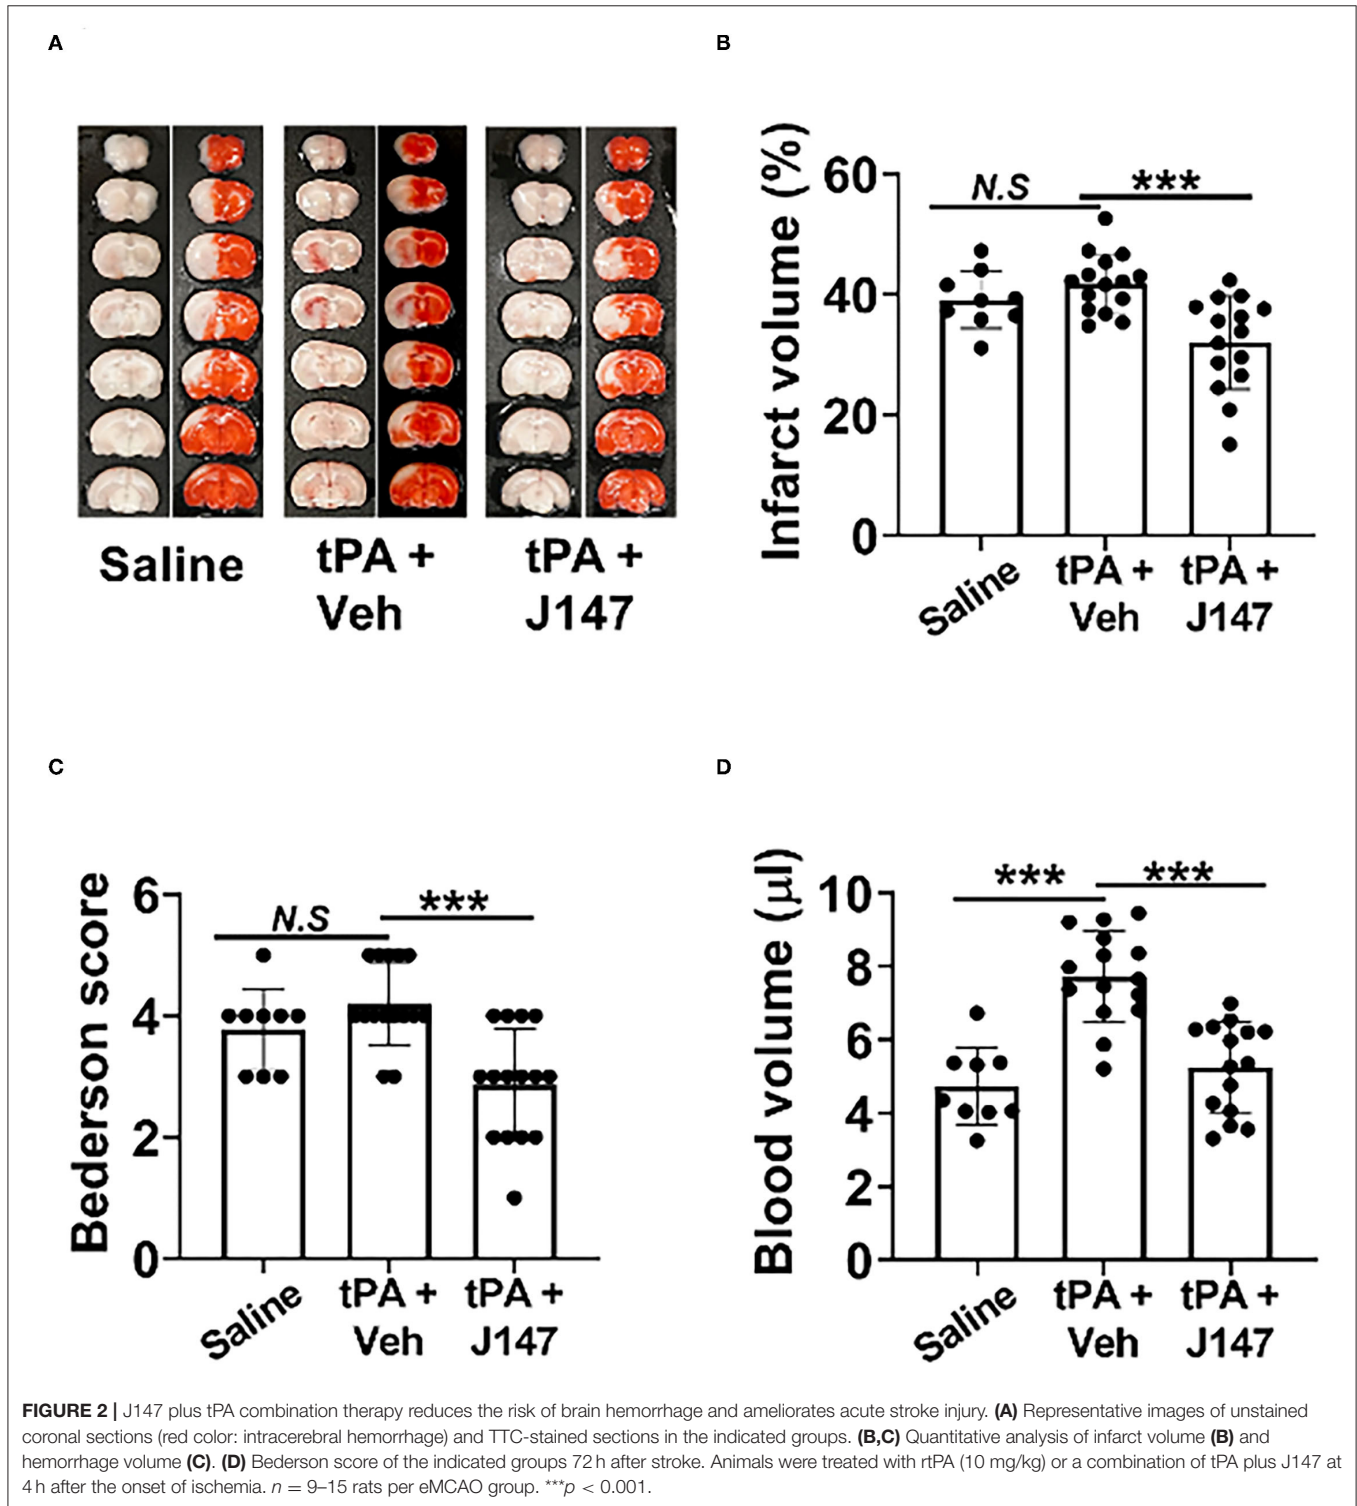 A
Saline
tPA +
Veh
tPA +
J147
B
Infarct volume (%)
60
40
20
0
N.S
***
Saline
tPA +
Veh
tPA +
J147
C
Bederson score
6
4
2
0
N.S
***
Saline
tPA +
Veh
tPA +
J147
D
Blood volume (µl)
10
8
6
4
2
0
***
***
Saline
tPA +
Veh
tPA +
J147
FIGURE 2 | J147 plus tPA combination therapy reduces the risk of brain hemorrhage and ameliorates acute stroke injury. (A) Representative images of unstained
coronal sections (red color: intracerebral hemorrhage) and TTC-stained sections in the indicated groups. (B,C) Quantitative analysis of infarct volume (B) and
hemorrhage volume (C). (D) Bederson score of the indicated groups 72 h after stroke. Animals were treated with rtPA (10 mg/kg) or a combination of tPA plus J147 at
4 h after the onset of ischemia. n = 9–15 rats per eMCAO group. ***p < 0.001.